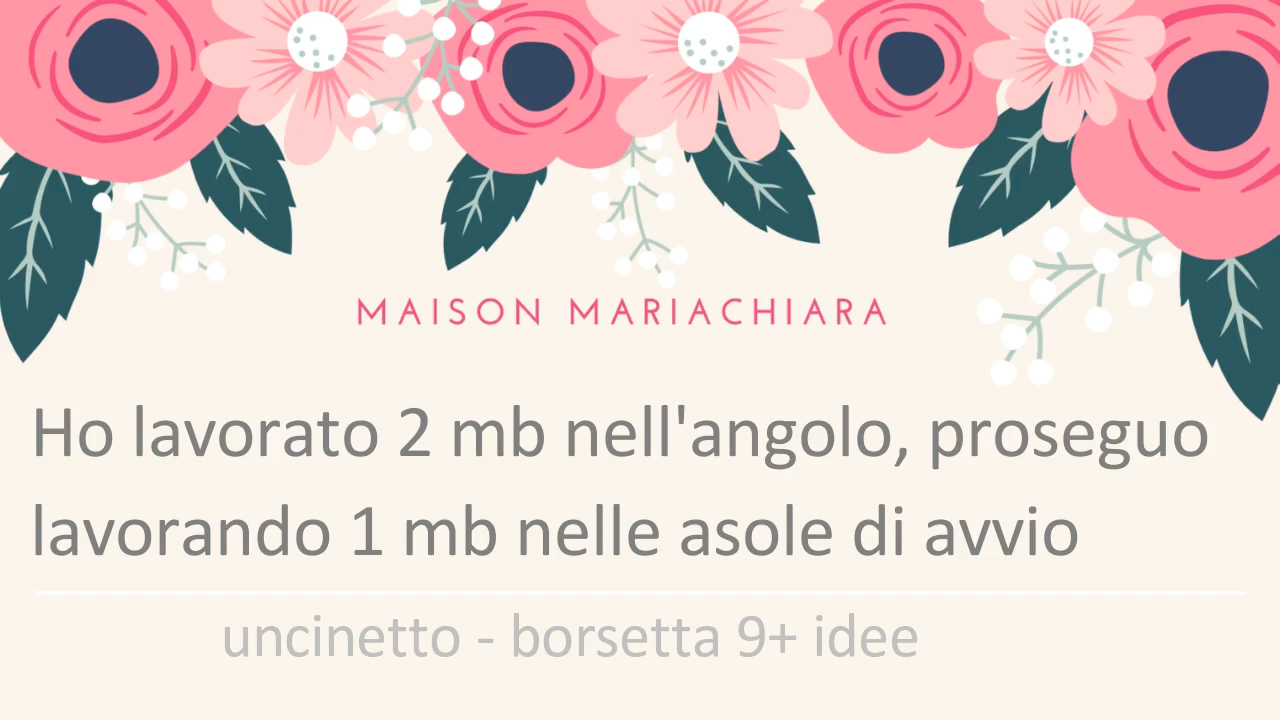 MAISON MARIACHIARA
Ho lavorato 2 mb nell'angolo, proseguo
lavorando 1 mb nelle asole di avvio
uncinetto - borsetta 9+ idee